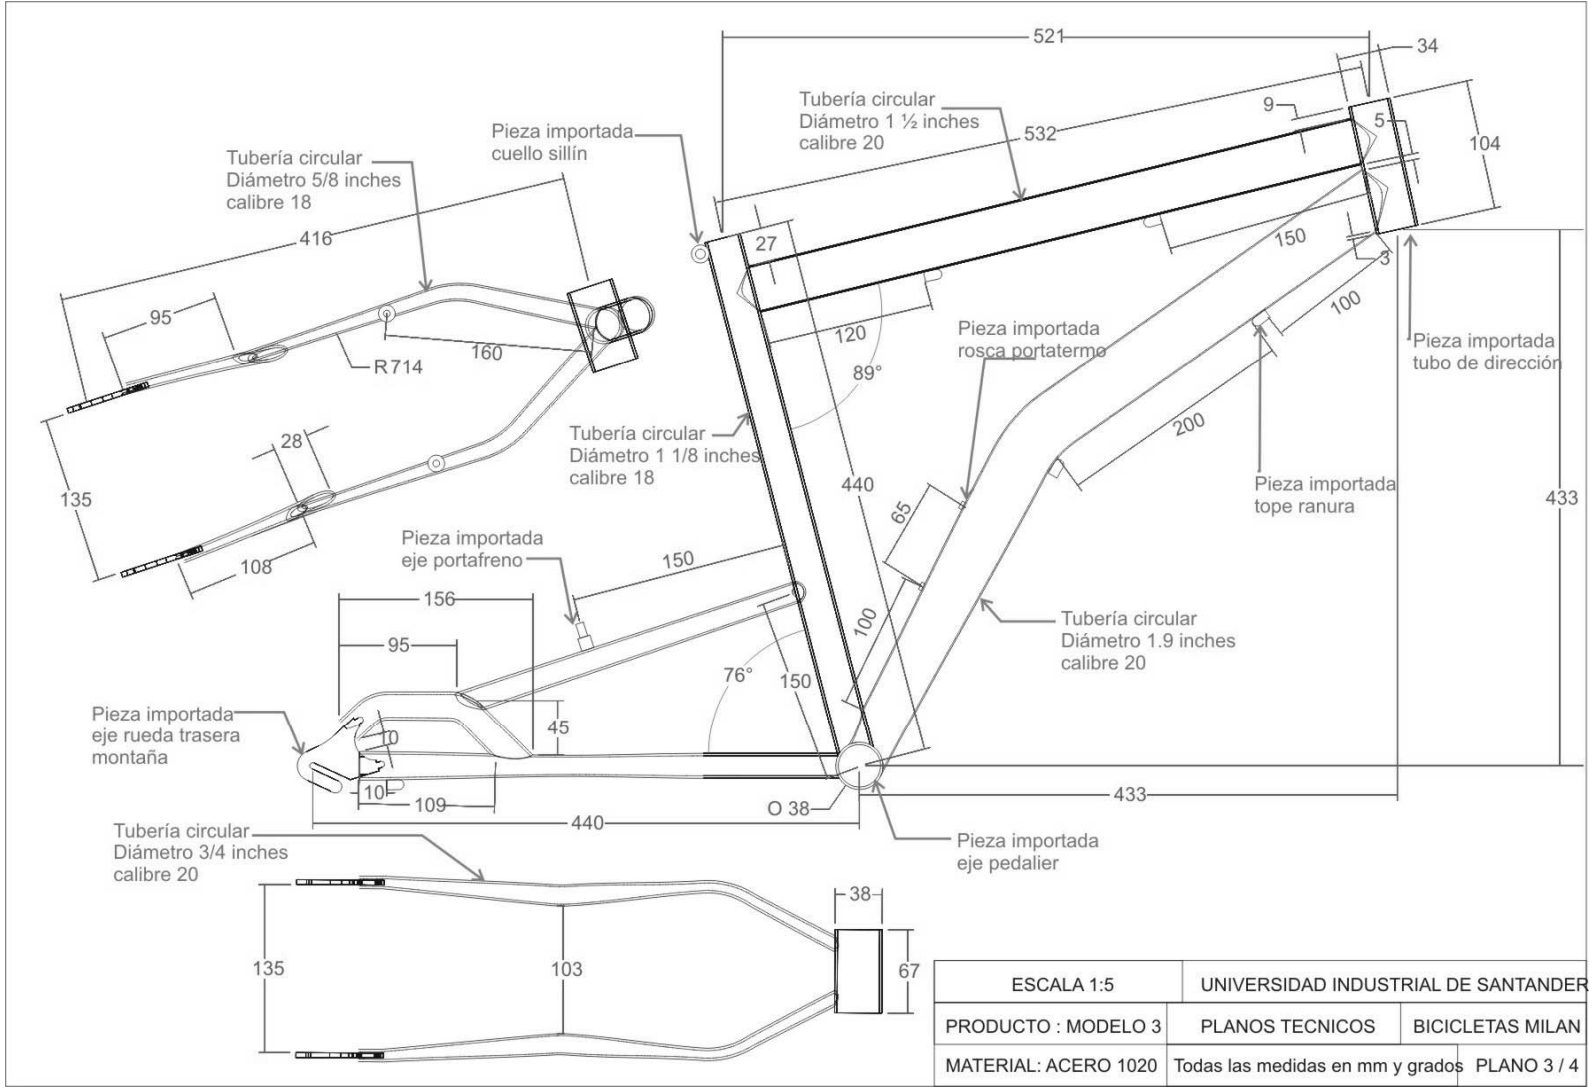 521
34
Tubería circular
Diámetro 1 ½ inches
calibre 20
9
5
532
104
Pieza importada
cuello sillín
Tubería circular
Diámetro 5/8 inches
calibre 18
416
27
150
3
95
160
R714
120
89°
Pieza importada
rosca portatermo
100
Pieza importada
tubo de dirección
28
135
108
Tubería circular
Diámetro 1 1/8 inches
calibre 18
440
200
65
Pieza importada
tope ranura
433
Pieza importada
eje portafreno
150
156
95
100
76°
150
45
Tubería circular
Diámetro 1.9 inches
calibre 20
Pieza importada
eje rueda trasera
montaña
10
109
440
O 38
433
Pieza importada
eje pedalier
Tubería circular
Diámetro 3/4 inches
calibre 20
38
135
103
67
ESCALA 1:5
UNIVERSIDAD INDUSTRIAL DE SANTANDER
PRODUCTO : MODELO 3
PLANOS TECNICOS
BICICLETAS MILAN
MATERIAL: ACERO 1020
Todas las medidas en mm y grados
PLANO 3 / 4